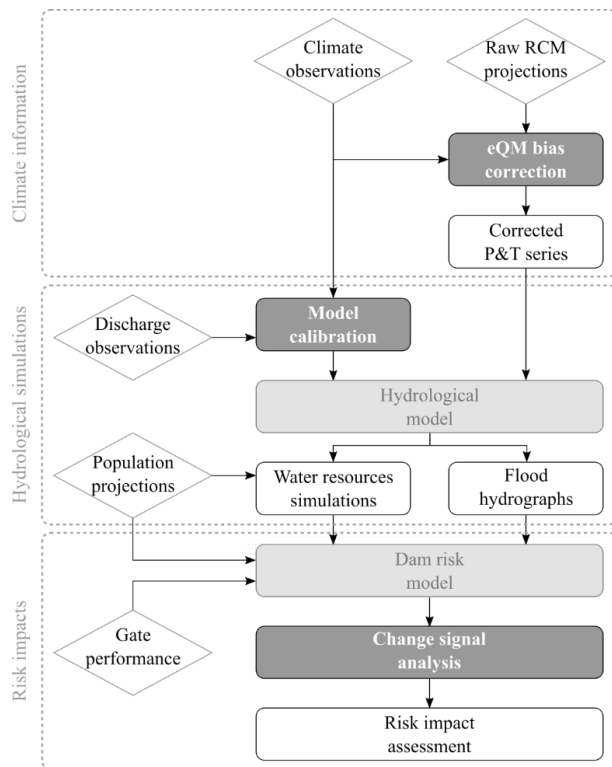 Climate information
Climate
observations
Raw RCM
projections
eQM bias
correction
Corrected
P&T series
Hydrological simulations
Discharge
observations
Model
calibration
Hydrological
model
Population
projections
Water resources
simulations
Flood
hydrographs
Risk impacts
Dam risk
model
Gate
performance
Change signal
analysis
Risk impact
assessment